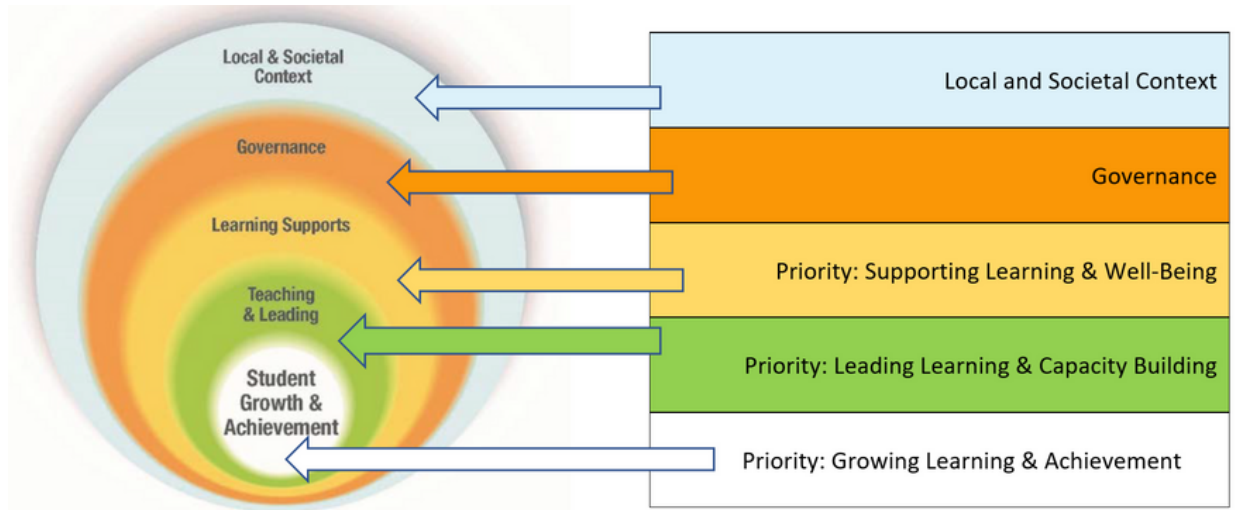 Local & Societal
Context
Governance
Learning Supports
Teaching
& Leading
Student
Growth &
Achievement
Local and Societal Context
Governance
Priority: Supporting Learning & Well-Being
Priority: Leading Learning & Capacity Building
Priority: Growing Learning & Achievement